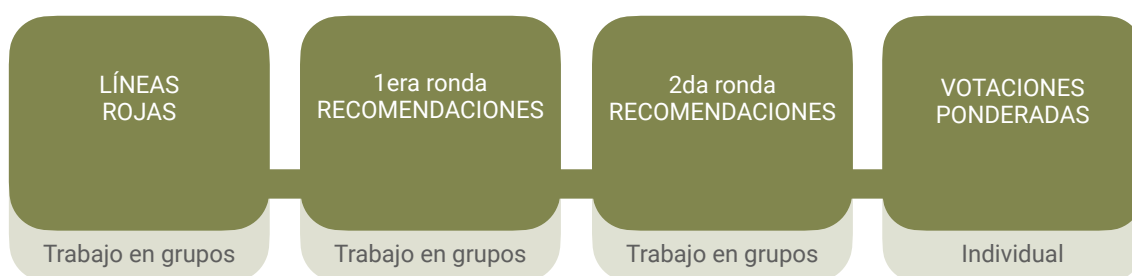 LÍNEAS
ROJAS
Trabajo en grupos
1era ronda
RECOMENDACIONES
Trabajo en grupos
2da ronda
RECOMENDACIONES
Trabajo en grupos
VOTACIONES
PONDERADAS
Individual